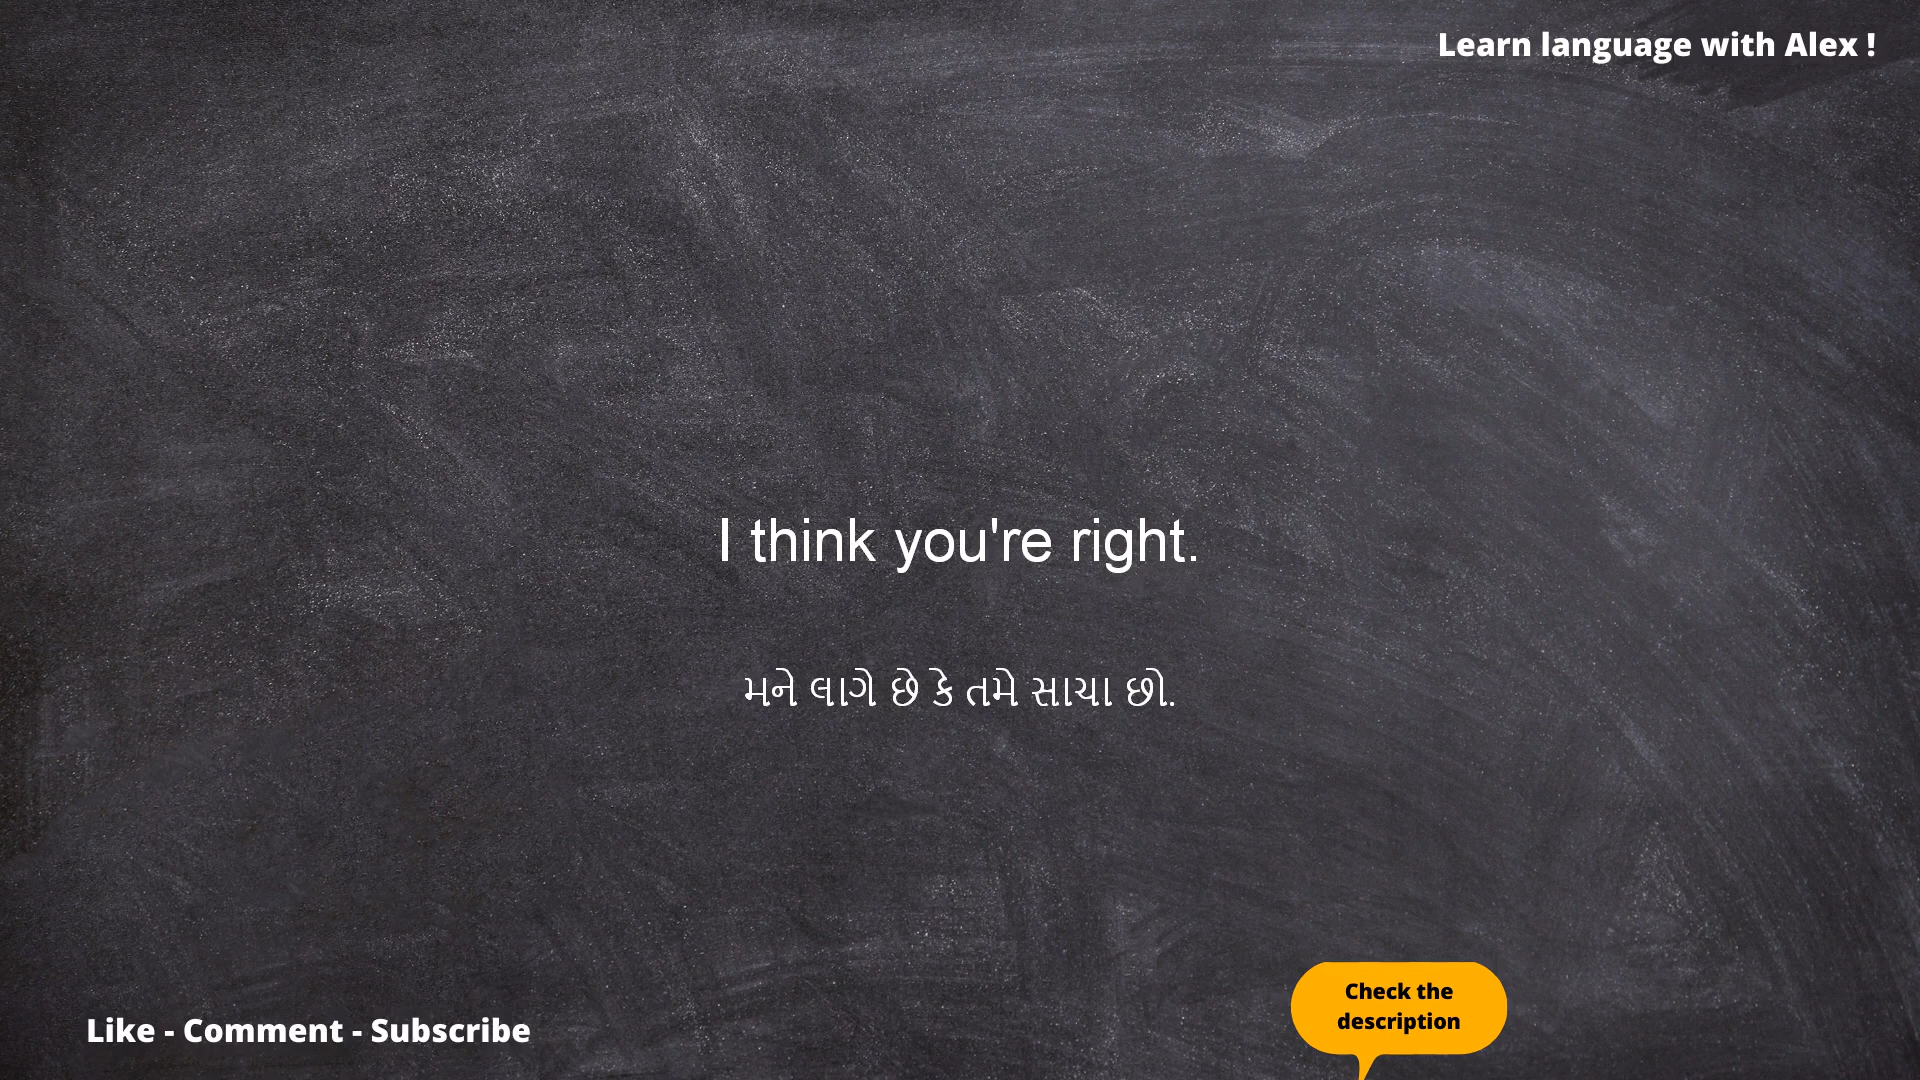 Learn language with Alex !
I think you're right.
મને લાગે છે કે તમે સાચા છો.
Check the
description
Like - Comment - Subscribe